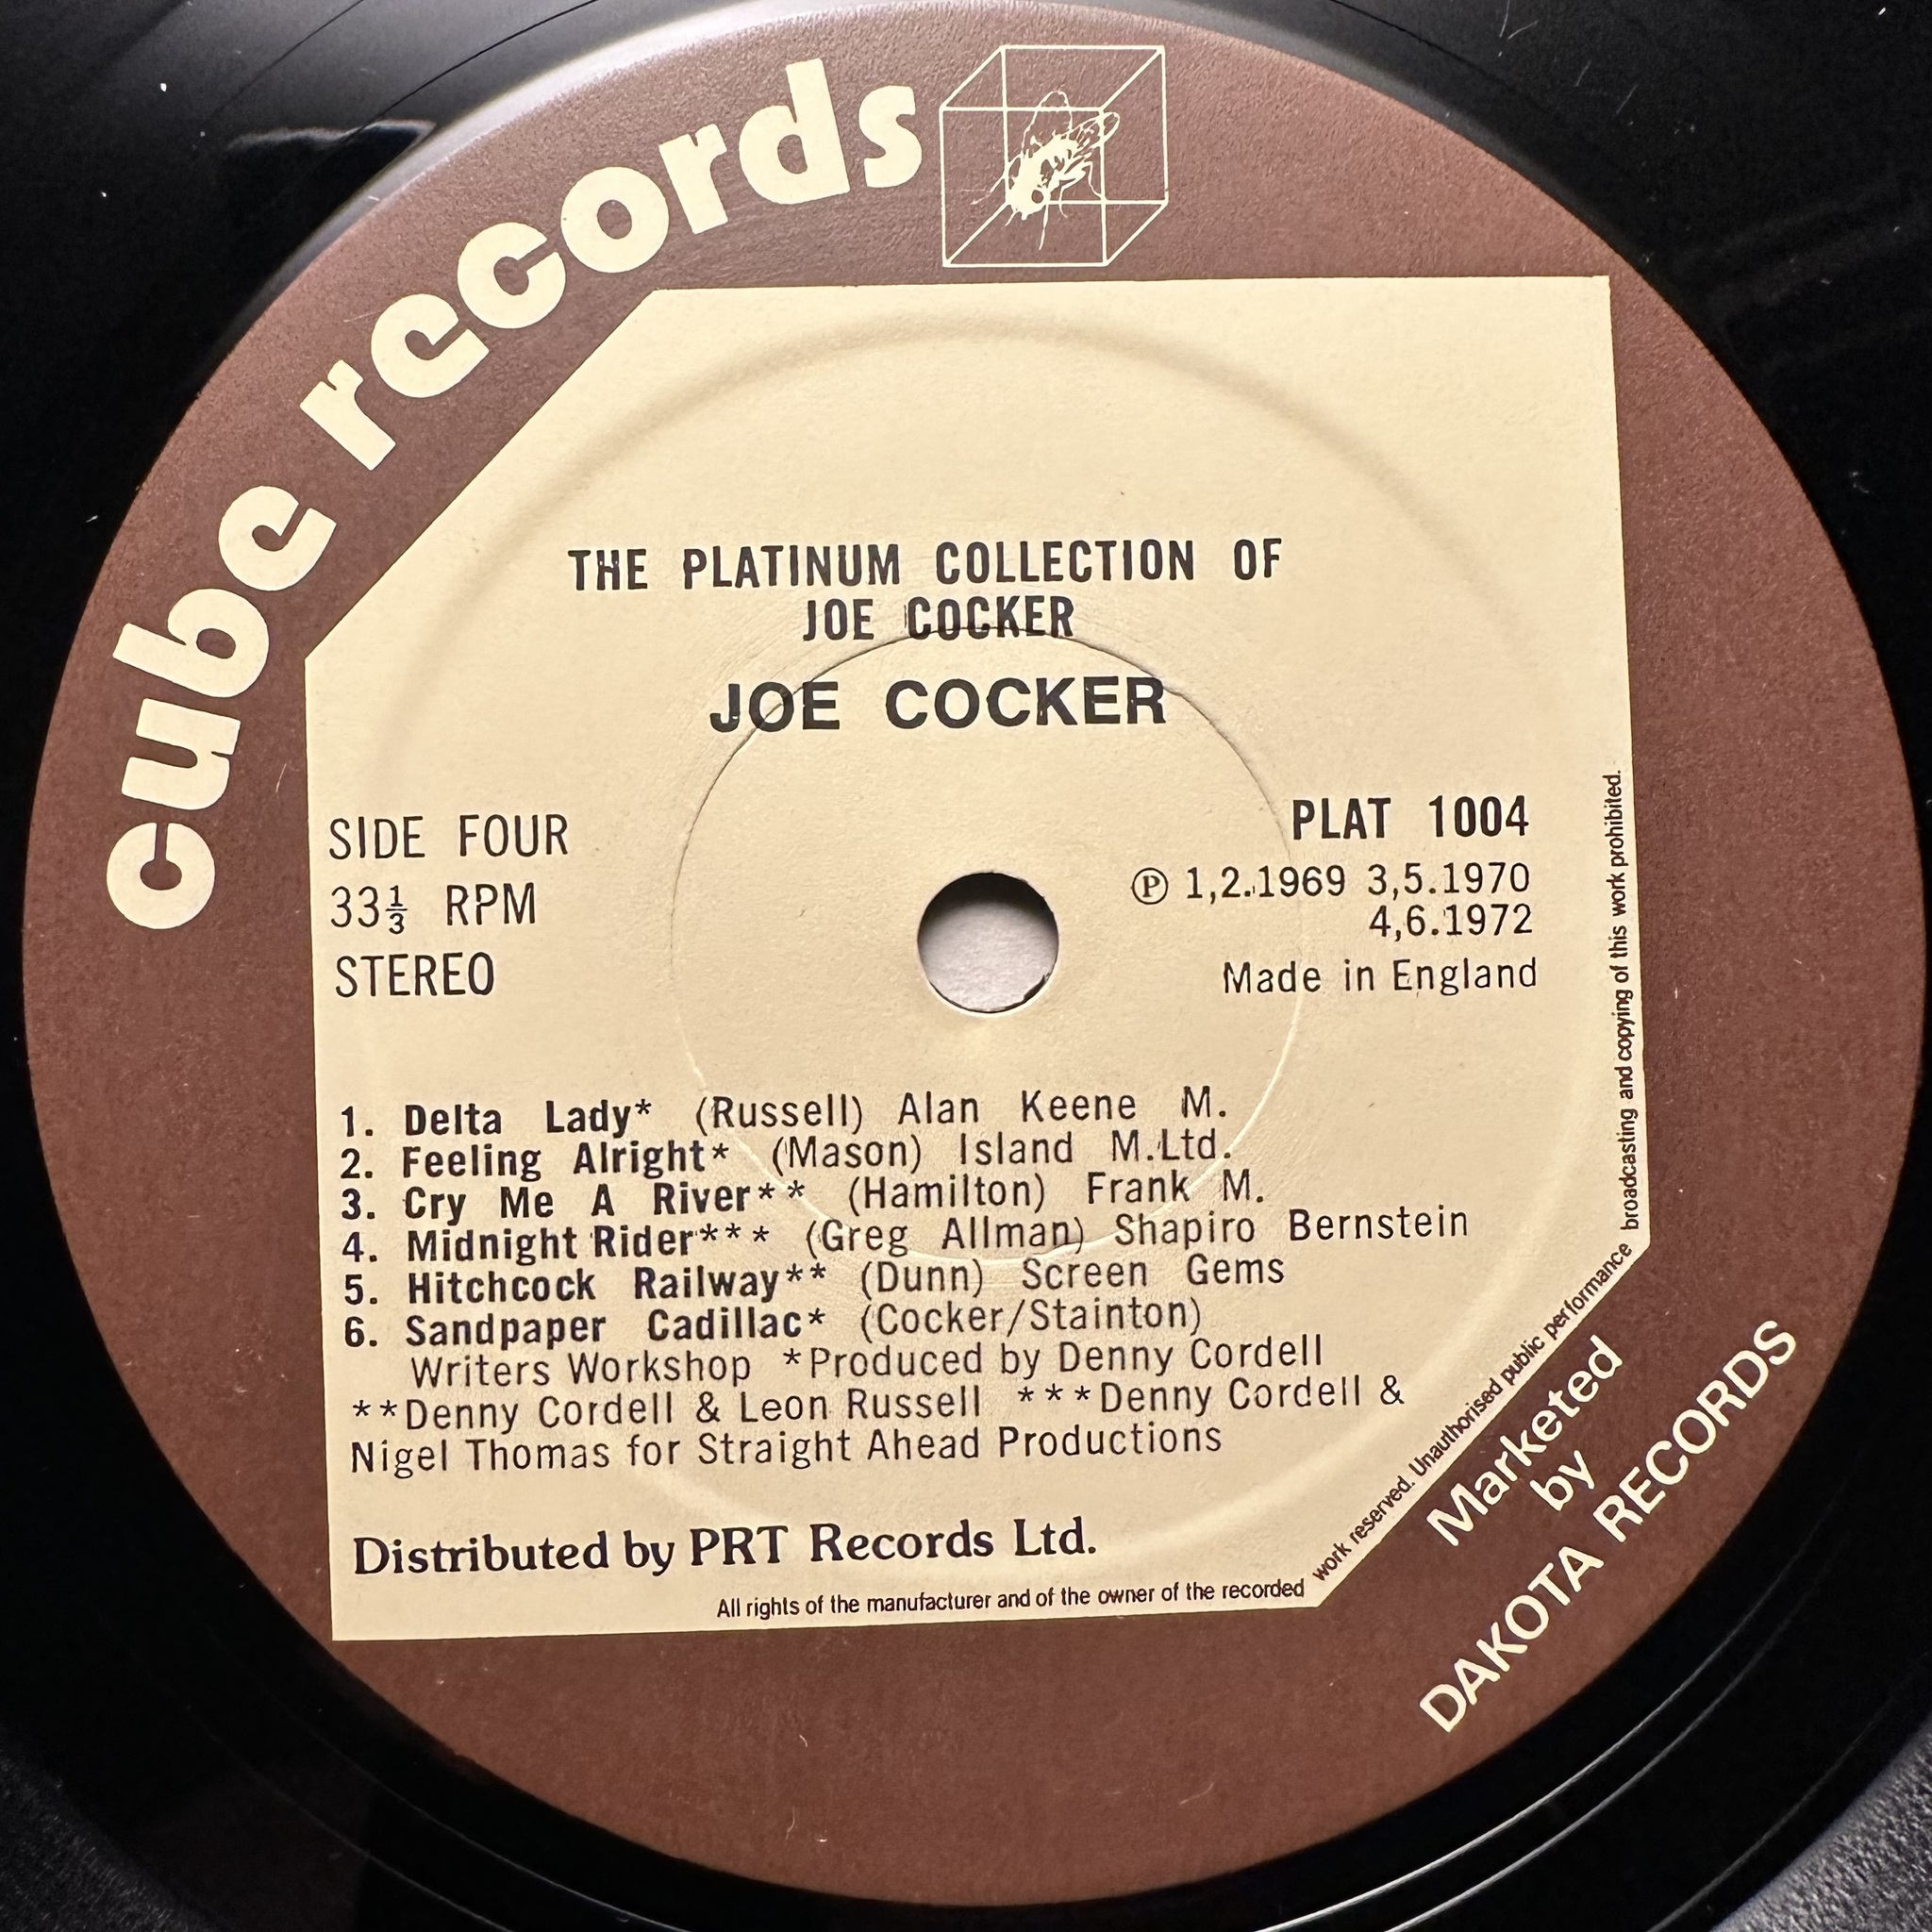 cube records
THE PLATINUM COLLECTION OF
JOE COCKER
JOE COCKER
SIDE FOUR
33⅓ RPM
STEREO
PLAT 1004
Ⓟ 1,2.1969 3,5.1970
4,6.1972
Made in England
1. Delta Lady* (Russell) Alan Keene M.
2. Feeling Alright* (Mason) Island M.Ltd.
3. Cry Me A River** (Hamilton) Frank M.
4. Midnight Rider*** (Greg Allman) Shapiro Bernstein
5. Hitchcock Railway** (Dunn) Screen Gems
6. Sandpaper Cadillac* (Cocker/Stainton)
Writers Workshop *Produced by Denny Cordell
**Denny Cordell & Leon Russell ***Denny Cordell &
Nigel Thomas for Straight Ahead Productions
Distributed by PRT Records Ltd.
All rights of the manufacturer and of the owner of the recorded
work reserved. Unauthorised public performance
broadcasting and copying of this work prohibited.
Marketed
by
DAKOTA RECORDS